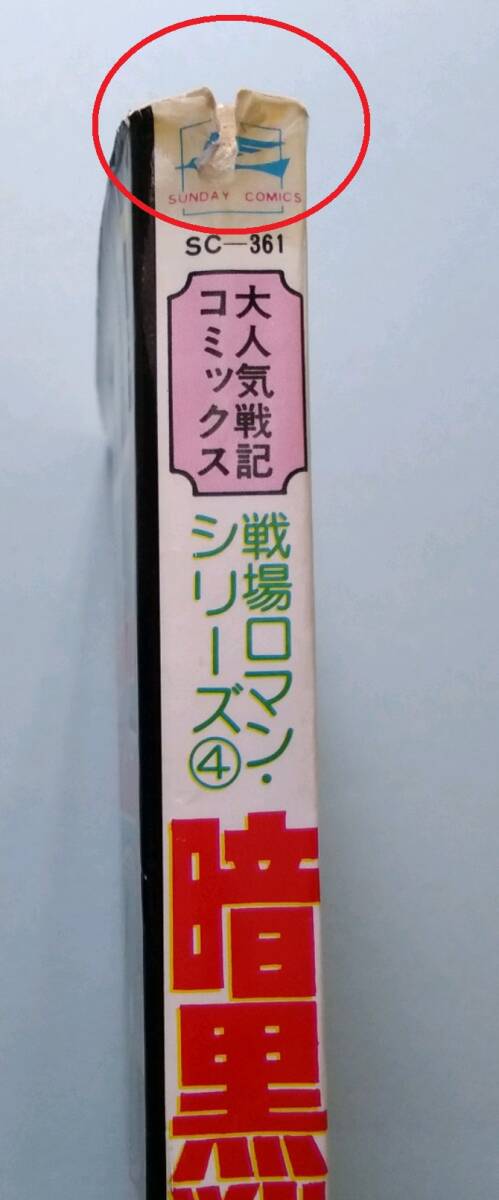 SUNDAY COMICS
SC—361
大人気戦記
コミックス
戦場ロマン・
シリーズ④
暗黒